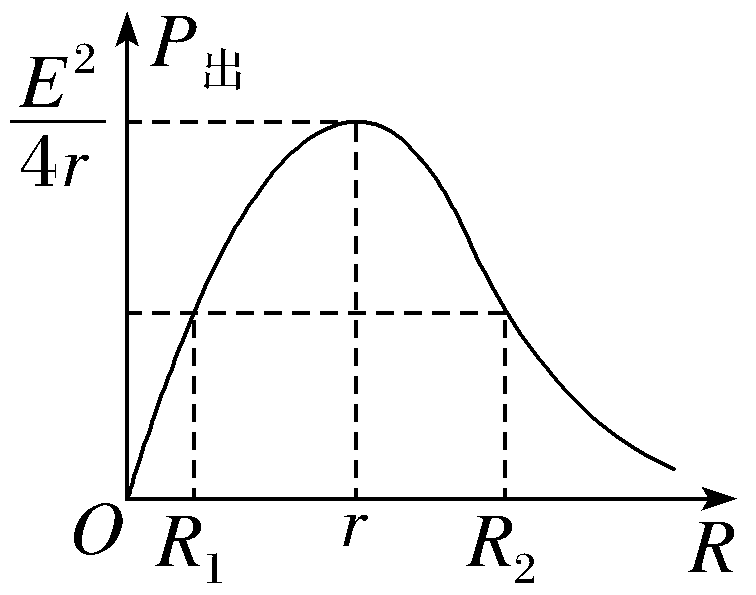 P出
E²/4r
O R₁ r R₂ R